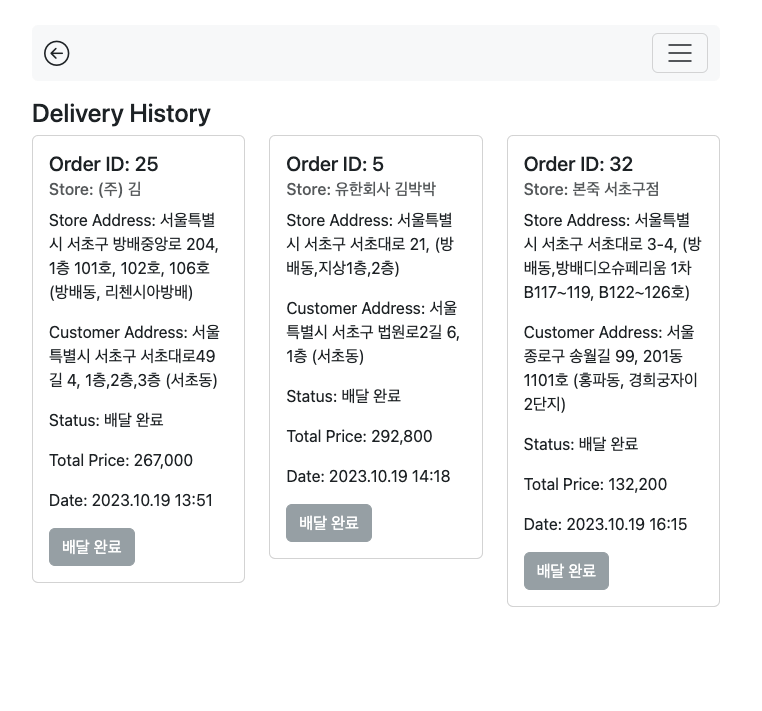 Delivery History
Order ID: 25
Store: (주) 김
Store Address: 서울특별
시 서초구 방배중앙로 204,
1층 101호, 102호, 106호
(방배동, 리첸시아방배)
Customer Address: 서울
특별시 서초구 서초대로49
길 4, 1층,2층,3층 (서초동)
Status: 배달 완료
Total Price: 267,000
Date: 2023.10.19 13:51
배달 완료
Order ID: 5
Store: 유한회사 김박박
Store Address: 서울특별
시 서초구 서초대로 21, (방
배동,지상1층,2층)
Customer Address: 서울
특별시 서초구 법원로2길 6,
1층 (서초동)
Status: 배달 완료
Total Price: 292,800
Date: 2023.10.19 14:18
배달 완료
Order ID: 32
Store: 본죽 서초구점
Store Address: 서울특별
시 서초구 서초대로 3-4, (방
배동,방배디오슈페리움 1차
B117~119, B122~126호)
Customer Address: 서울
종로구 송월길 99, 201동
1101호 (홍파동, 경희궁자이
2단지)
Status: 배달 완료
Total Price: 132,200
Date: 2023.10.19 16:15
배달 완료